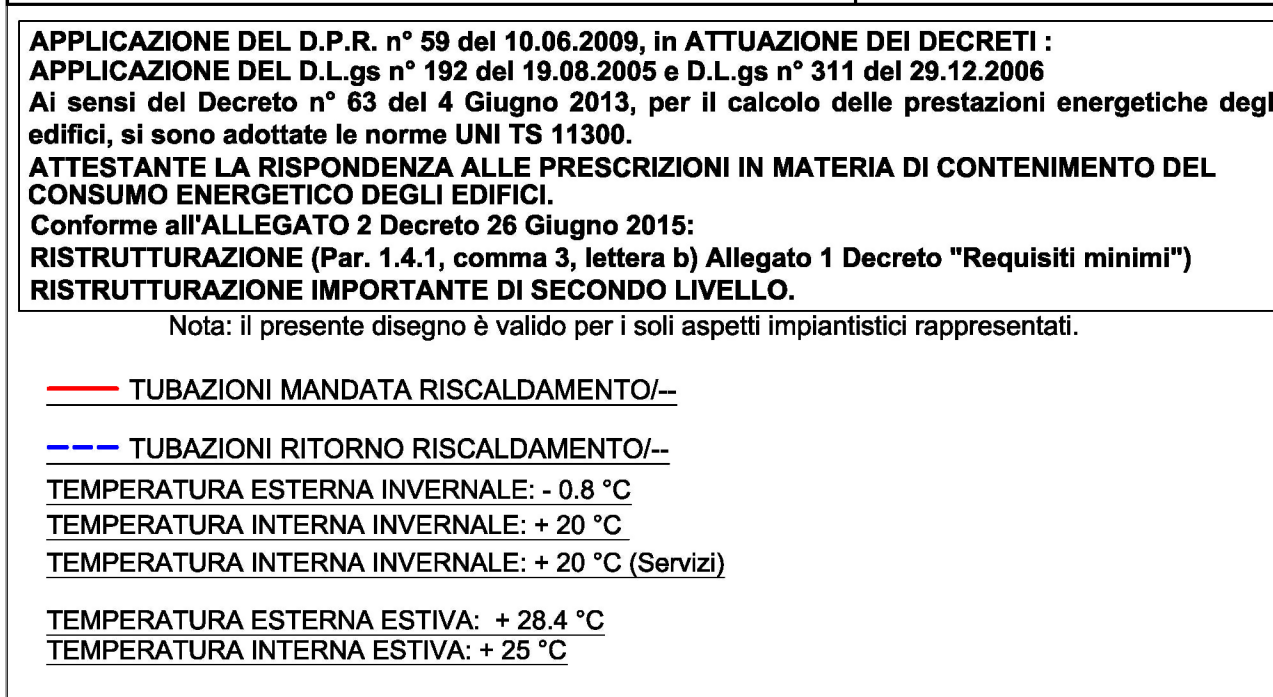 APPLICAZIONE DEL D.P.R. n° 59 del 10.06.2009, in ATTUAZIONE DEI DECRETI :
APPLICAZIONE DEL D.L.gs n° 192 del 19.08.2005 e D.L.gs n° 311 del 29.12.2006
Ai sensi del Decreto n° 63 del 4 Giugno 2013, per il calcolo delle prestazioni energetiche degl
edifici, si sono adottate le norme UNI TS 11300.
ATTESTANTE LA RISPONDENZA ALLE PRESCRIZIONI IN MATERIA DI CONTENIMENTO DEL
CONSUMO ENERGETICO DEGLI EDIFICI.
Conforme all'ALLEGATO 2 Decreto 26 Giugno 2015:
RISTRUTTURAZIONE (Par. 1.4.1, comma 3, lettera b) Allegato 1 Decreto "Requisiti minimi")
RISTRUTTURAZIONE IMPORTANTE DI SECONDO LIVELLO.
Nota: il presente disegno è valido per i soli aspetti impiantistici rappresentati.
TUBAZIONI MANDATA RISCALDAMENTO/--
TUBAZIONI RITORNO RISCALDAMENTO/--
TEMPERATURA ESTERNA INVERNALE: - 0.8 °C
TEMPERATURA INTERNA INVERNALE: + 20 °C
TEMPERATURA INTERNA INVERNALE: + 20 °C (Servizi)
TEMPERATURA ESTERNA ESTIVA: + 28.4 °C
TEMPERATURA INTERNA ESTIVA: + 25 °C